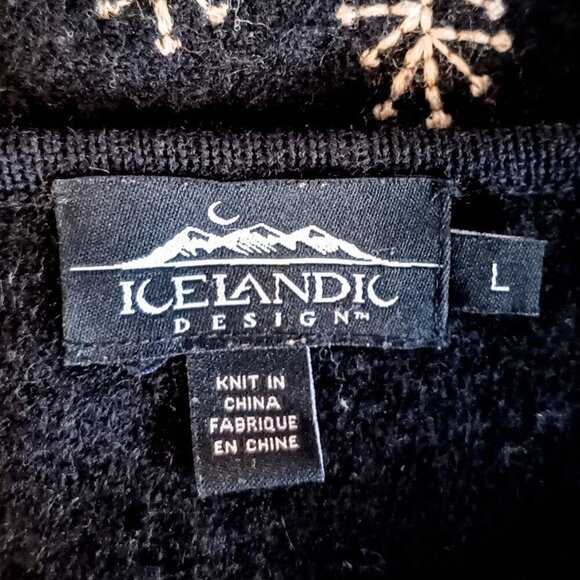 ICELANDIC
DESIGN™
L
KNIT IN
CHINA
FABRIQUE
EN CHINE